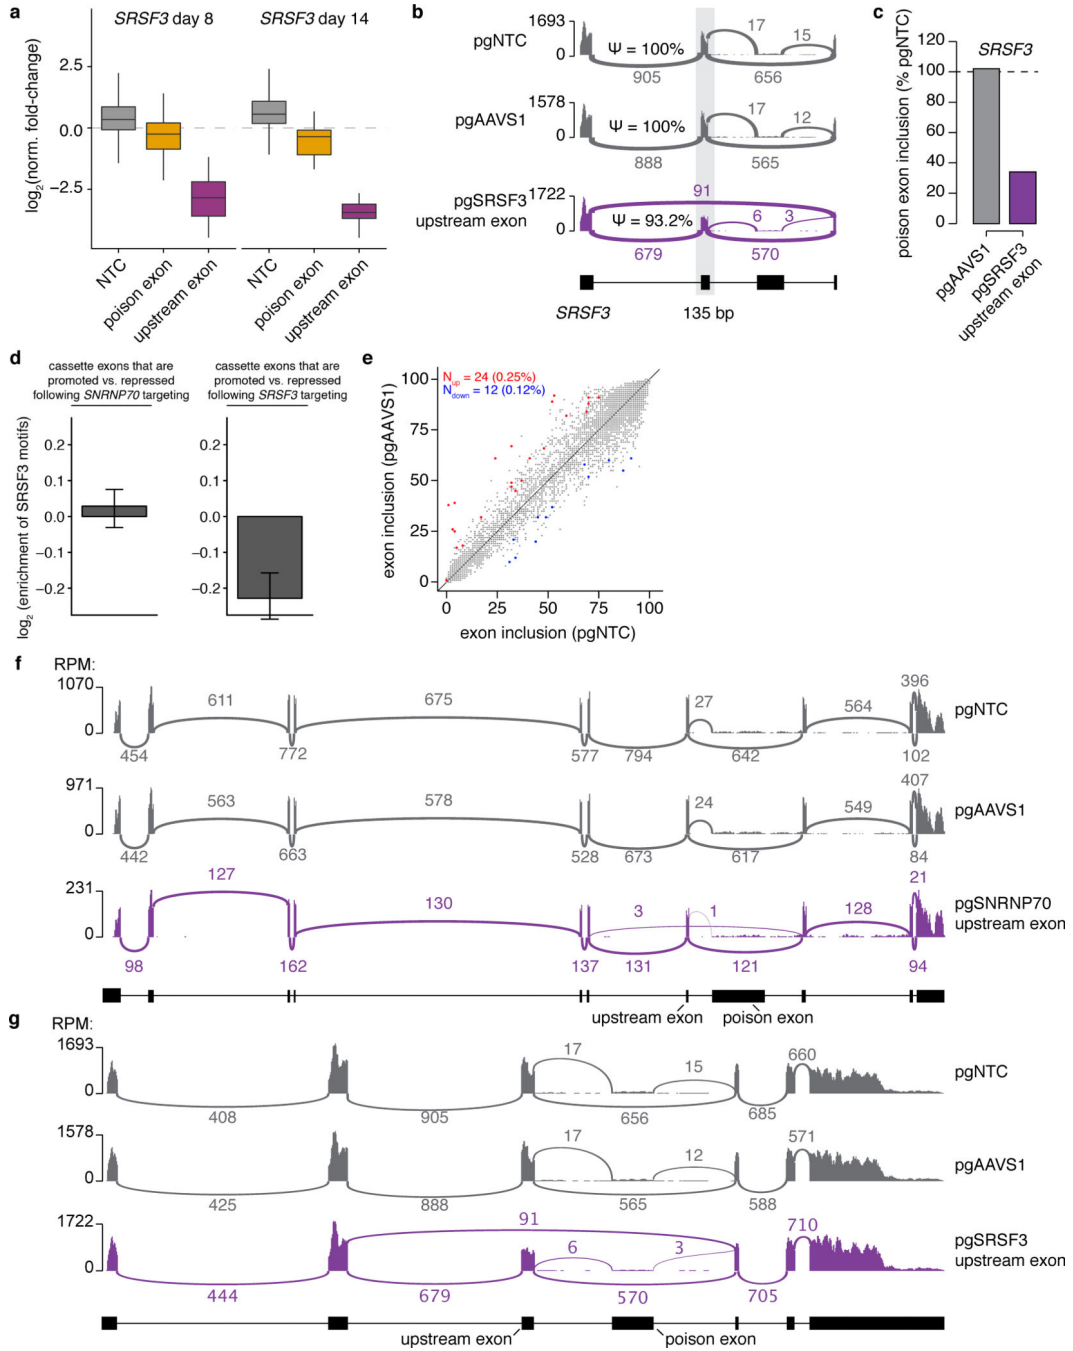 a
SRSF3 day 8
SRSF3 day 14
log2(norm. fold-change)
2.5
0.0
−2.5
NTC
poison exon
upstream exon
NTC
poison exon
upstream exon
b
pgNTC
1693
0
Ψ = 100%
17
15
905
656
pgAAVS1
1578
0
Ψ = 100%
17
12
888
565
pgSRSF3
upstream exon
1722
0
91
Ψ = 93.2%
6
3
679
570
SRSF3
135 bp
c
SRSF3
poison exon inclusion (% pgNTC)
120
100
80
60
40
20
0
pgAAVS1
pgSRSF3
upstream exon
d
cassette exons that are
promoted vs. repressed
following SNRNP70 targeting
cassette exons that are
promoted vs. repressed
following SRSF3 targeting
log2 (enrichment of SRSF3 motifs)
0.2
0.1
0.0
−0.1
−0.2
0.2
0.1
0.0
−0.1
−0.2
e
Nup = 24 (0.25%)
Ndown = 12 (0.12%)
exon inclusion (pgAAVS1)
100
75
50
25
0
0 25 50 75 100
exon inclusion (pgNTC)
f
RPM:
1070
0
611
675
27
564
396
454
772
577
794
642
102
pgNTC
971
0
563
578
24
549
407
442
663
528
673
617
84
pgAAVS1
231
0
127
130
3
1
128
21
98
162
137
131
121
94
pgSNRNP70
upstream exon
upstream exon
poison exon
g
RPM:
1693
0
17
15
660
408
905
656
685
pgNTC
1578
0
17
12
571
425
888
565
588
pgAAVS1
1722
0
91
6
3
710
444
679
570
705
pgSRSF3
upstream exon
upstream exon
poison exon